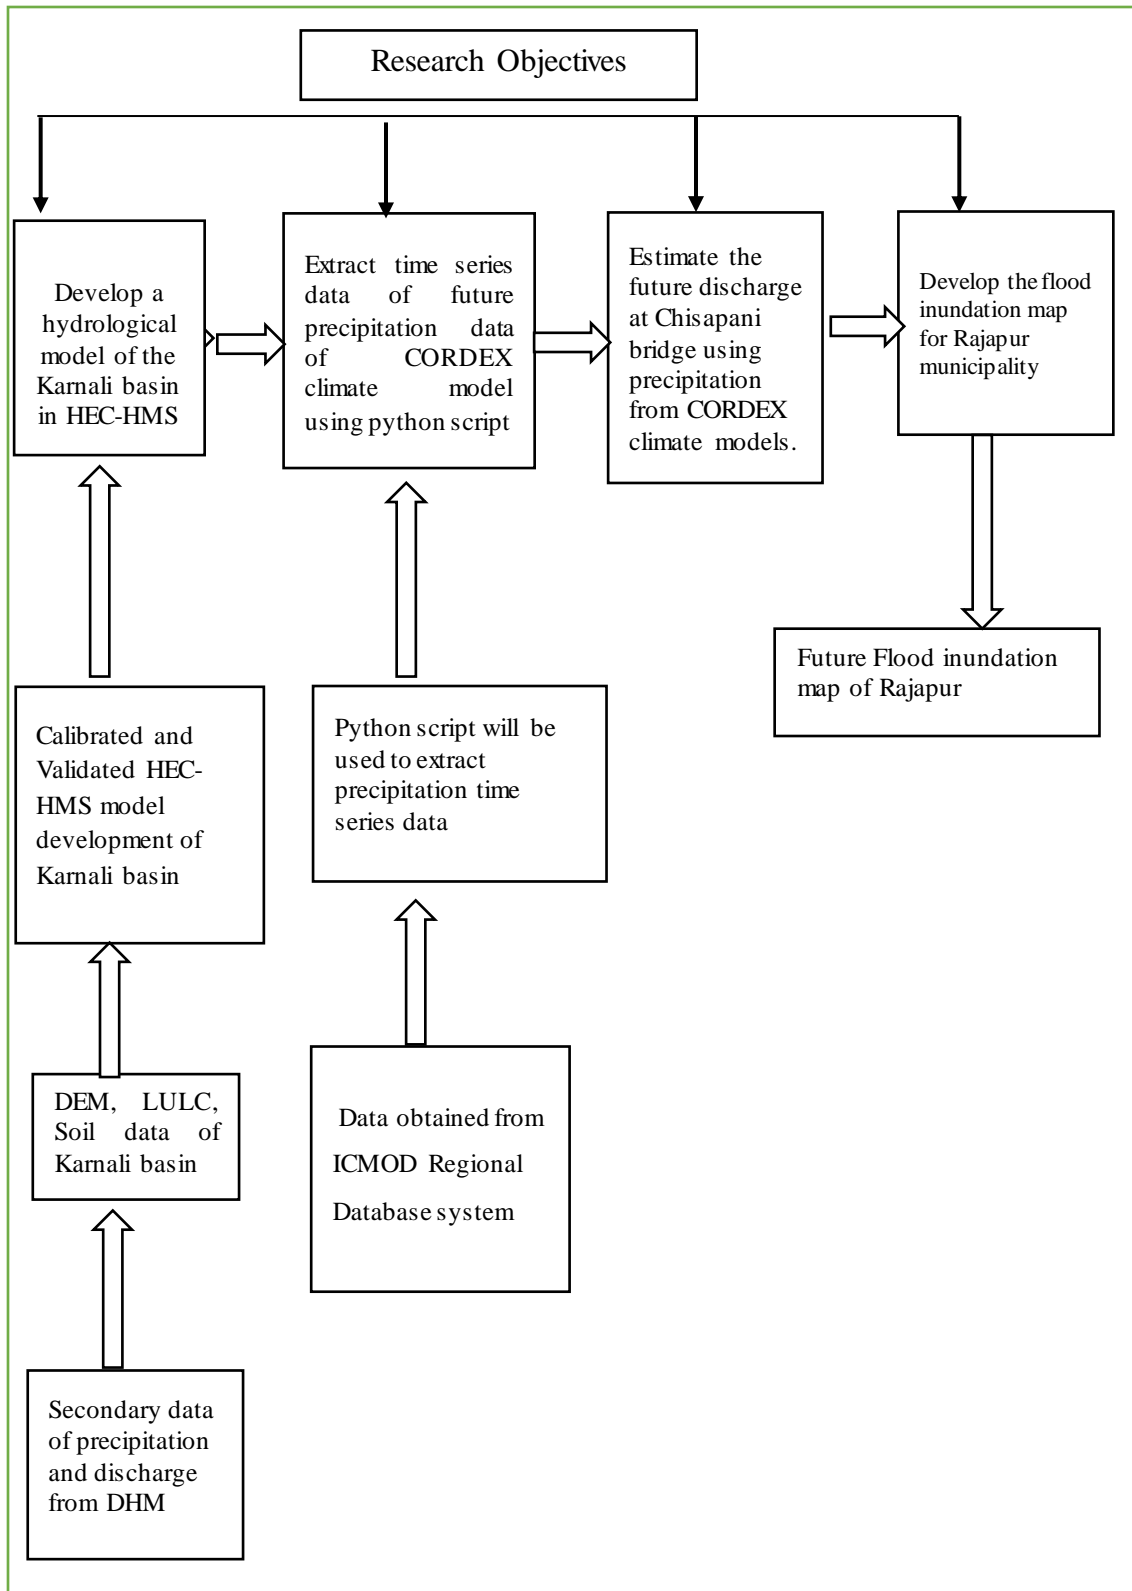 Research Objectives
Develop a
hydrological
model of the
Karnali basin
in HEC-HMS
Extract time series
data of future
precipitation data
of CORDEX
climate model
using python script
Estimate the
future discharge
at Chisapani
bridge using
precipitation
from CORDEX
climate models.
Develop the flood
inundation map
for Rajapur
municipality
Future Flood inundation
map of Rajapur
Calibrated and
Validated HEC-
HMS model
development of
Karnali basin
Python script will be
used to extract
precipitation time
series data
DEM, LULC,
Soil data of
Karnali basin
Data obtained from
ICMOD Regional
Database system
Secondary data
of precipitation
and discharge
from DHM